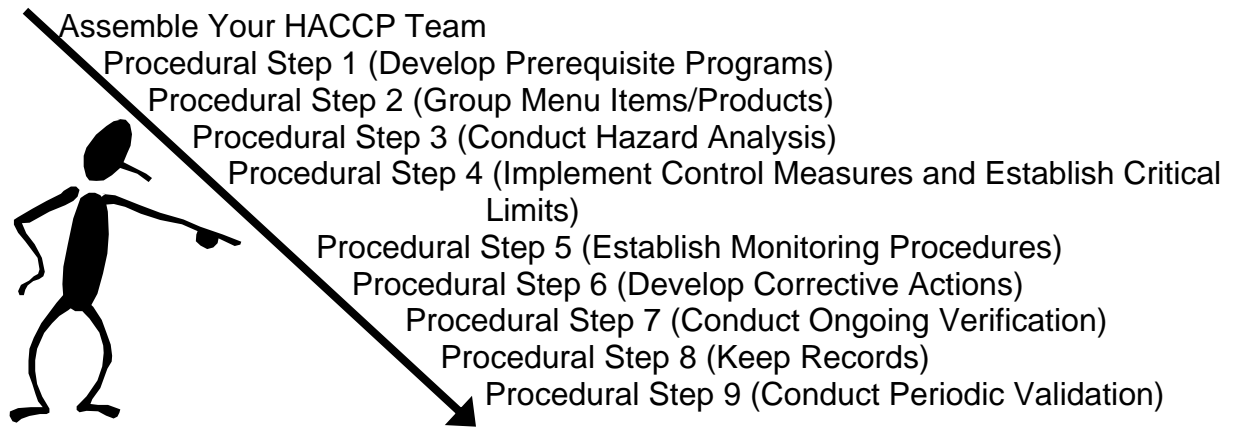 Assemble Your HACCP Team
Procedural Step 1 (Develop Prerequisite Programs)
Procedural Step 2 (Group Menu Items/Products)
Procedural Step 3 (Conduct Hazard Analysis)
Procedural Step 4 (Implement Control Measures and Establish Critical
Limits)
Procedural Step 5 (Establish Monitoring Procedures)
Procedural Step 6 (Develop Corrective Actions)
Procedural Step 7 (Conduct Ongoing Verification)
Procedural Step 8 (Keep Records)
Procedural Step 9 (Conduct Periodic Validation)